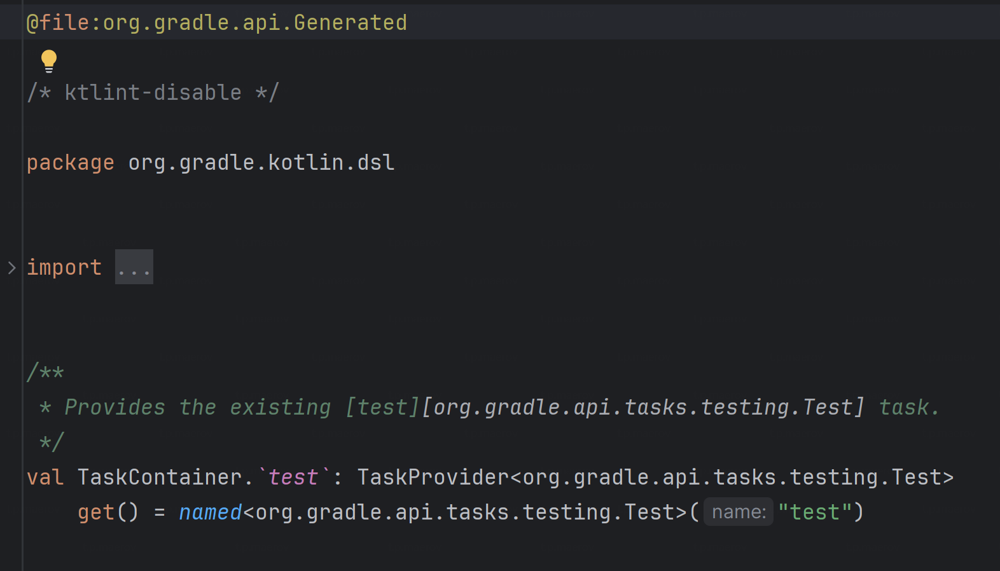 @file:org.gradle.api.Generated
/* ktlint-disable */
package org.gradle.kotlin.dsl
import ...
/**
* Provides the existing [test][org.gradle.api.tasks.testing.Test] task.
*/
val TaskContainer.`test`: TaskProvider<org.gradle.api.tasks.testing.Test>
get() = named<org.gradle.api.tasks.testing.Test>(name: "test")